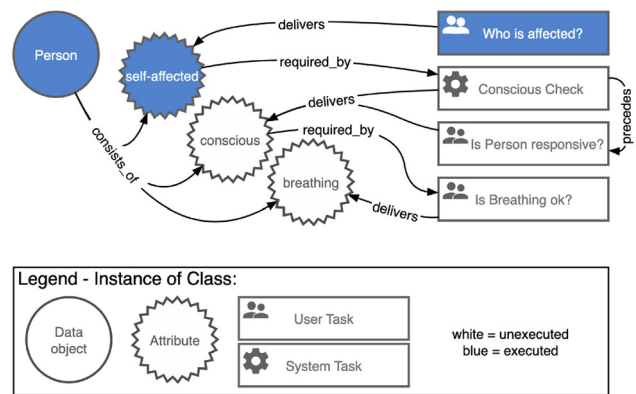 Person
delivers
Who is affected?
self-affected
required_by
Conscious Check
delivers
precedes
conscious
required_by
Is Person responsive?
consists_of
breathing
Is Breathing ok?
delivers
Legend - Instance of Class:
Data
object
Attribute
User Task
System Task
white = unexecuted
blue = executed